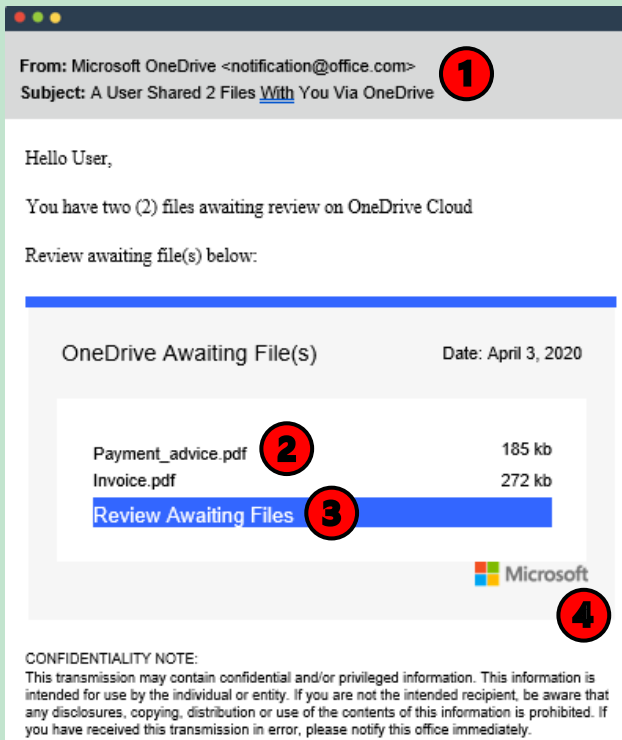 From: Microsoft OneDrive <notification@office.com>
1
Subject: A User Shared 2 Files With You Via OneDrive
Hello User,
You have two (2) files awaiting review on OneDrive Cloud
Review awaiting file(s) below:
OneDrive Awaiting File(s) Date: April 3, 2020
Payment_advice.pdf 2 185 kb
Invoice.pdf 272 kb
Review Awaiting Files 3
Microsoft
4
CONFIDENTIALITY NOTE:
This transmission may contain confidential and/or privileged information. This information is
intended for use by the individual or entity. If you are not the intended recipient, be aware that
any disclosures, copying, distribution or use of the contents of this information is prohibited. If
you have received this transmission in error, please notify this office immediately.